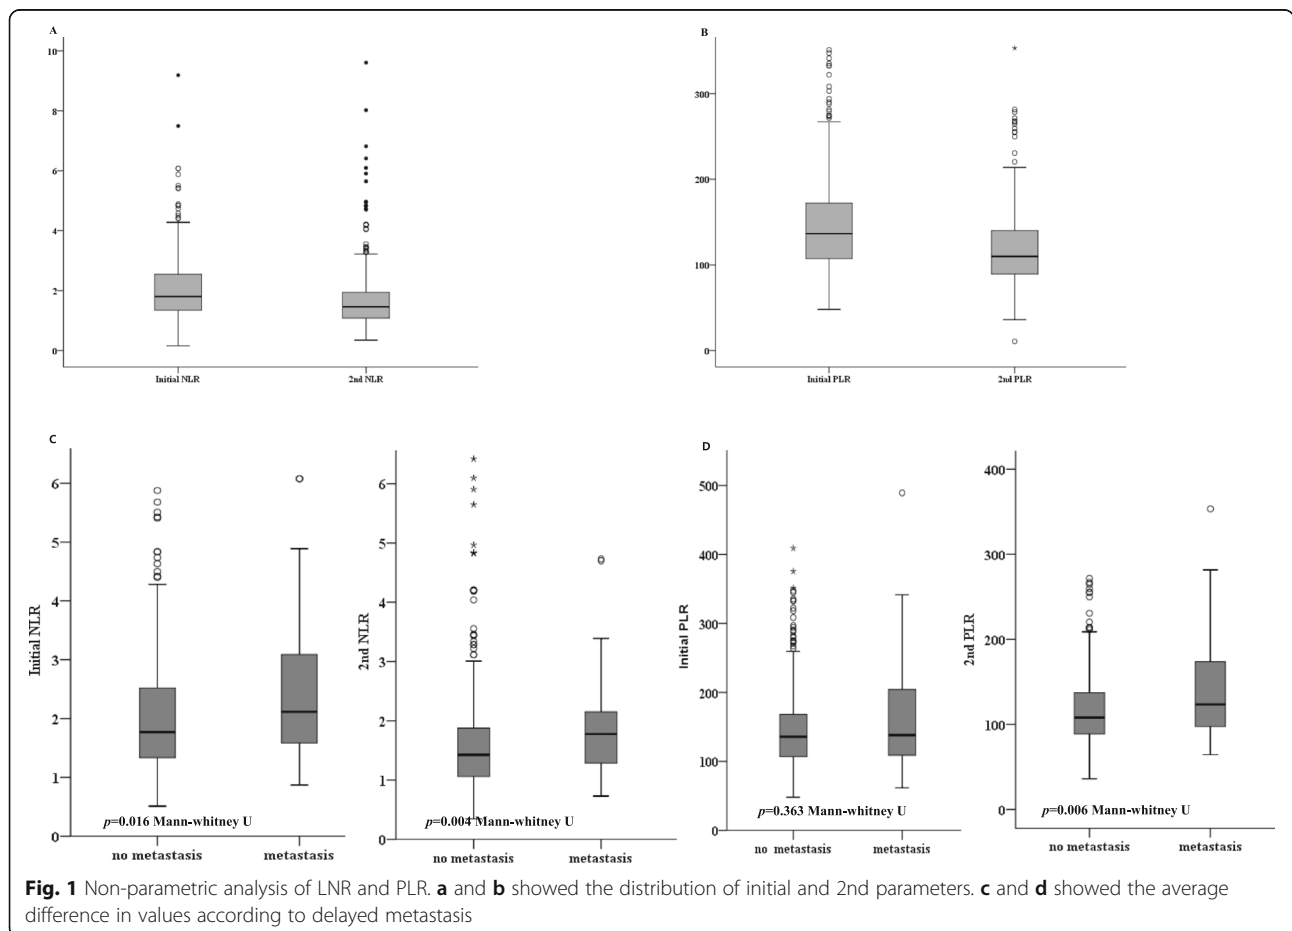 A
10
8
6
4
2
0
Initial NLR 2nd NLR
B
300
200
100
0
Initial PLR 2nd PLR
C
6
5
4
3
2
1
0
Initial NLR
p=0.016 Mann-whitney U
no metastasis metastasis
6
5
4
3
2
1
0
2nd NLR
p=0.004 Mann-whitney U
no metastasis metastasis
D
500
400
300
200
100
0
Initial PLR
p=0.363 Mann-whitney U
no metastasis metastasis
400
300
200
100
0
2nd PLR
p=0.006 Mann-whitney U
no metastasis metastasis
Fig. 1 Non-parametric analysis of LNR and PLR. a and b showed the distribution of initial and 2nd parameters. c and d showed the average
difference in values according to delayed metastasis